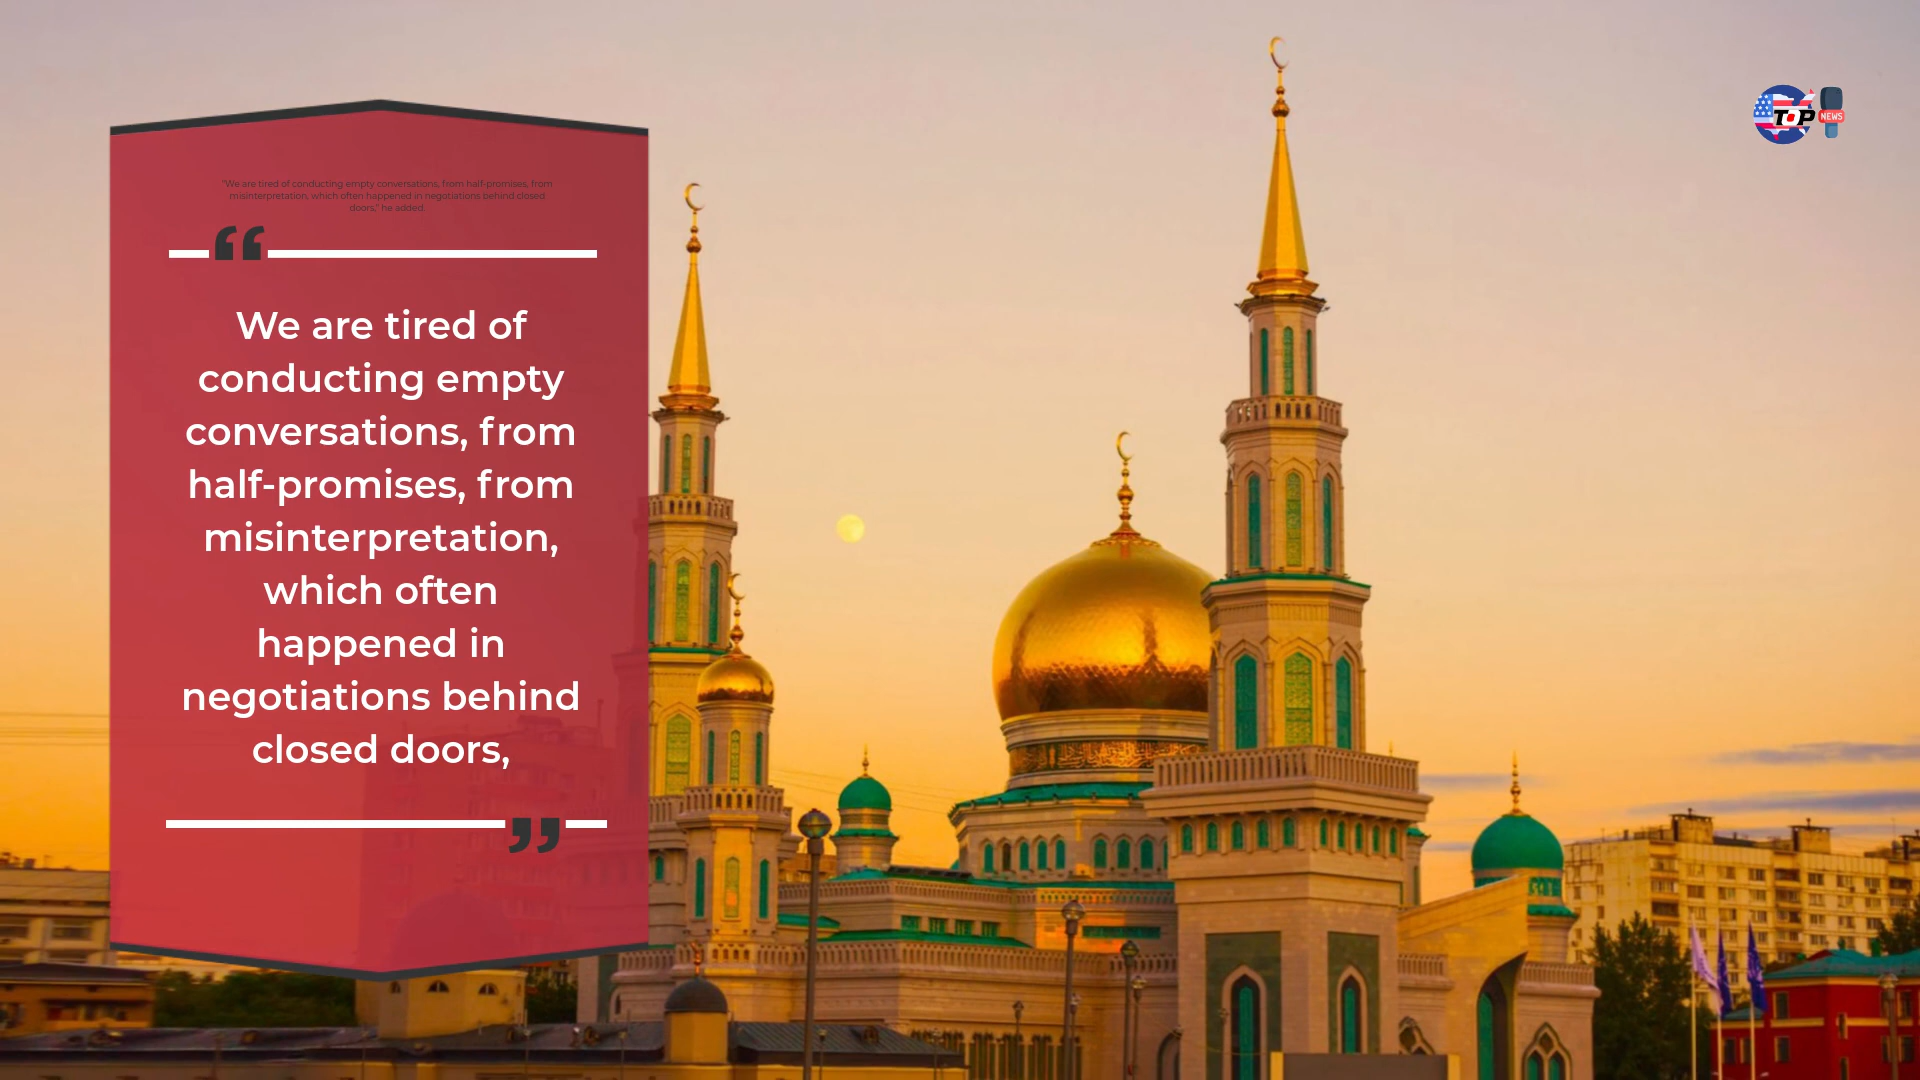 "We are tired of conducting empty conversations, from half-promises, from
misinterpretation, which often happened in negotiations behind closed
doors," he added.
“
We are tired of
conducting empty
conversations, from
half-promises, from
misinterpretation,
which often
happened in
negotiations behind
closed doors,
”
TOP
NEWS